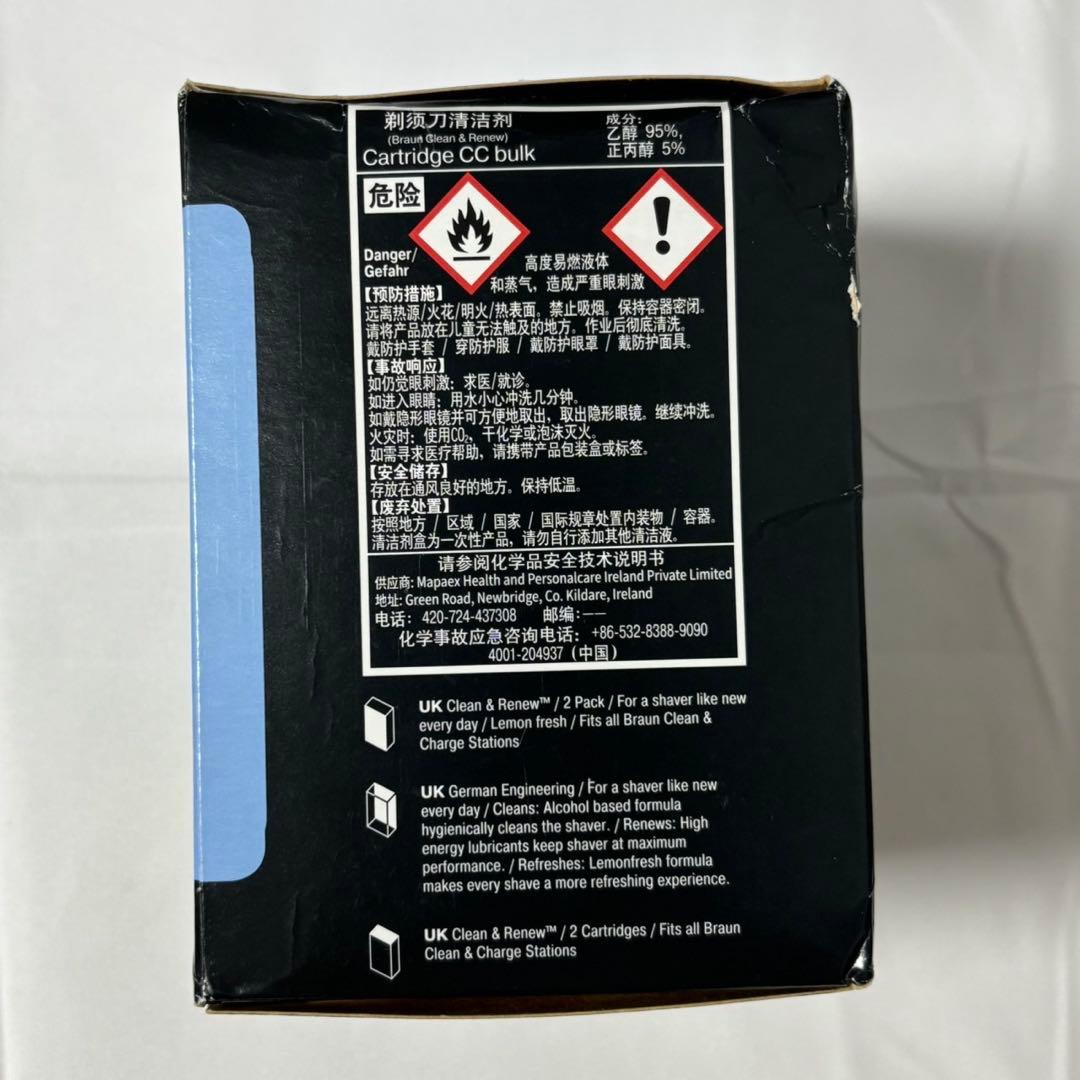 剃须刀清洁剂
(Braun Clean & Renew)
Cartridge CC bulk
成分:
乙醇 95%,
正丙醇 5%
危险
Danger/
Gefahr
高度易燃液体
和蒸气，造成严重眼刺激
【预防措施】
远离热源/火花/明火/热表面。禁止吸烟。保持容器密闭。
请将产品放在儿童无法触及的地方。作业后彻底清洗。
戴防护手套 / 穿防护服 / 戴防护眼罩 / 戴防护面具。
【事故响应】
如仍觉眼刺激：求医/就诊。
如进入眼睛：用水小心冲洗几分钟。
如戴隐形眼镜并可方便地取出，取出隐形眼镜。继续冲洗。
火灾时：使用CO₂、干化学或泡沫灭火。
如需寻求医疗帮助，请携带产品包装盒或标签。
【安全储存】
存放在通风良好的地方。保持低温。
【废弃处置】
按照地方 / 区域 / 国家 / 国际规章处置内装物 / 容器。
清洁剂盒为一次性产品，请勿自行添加其他清洁液。
请参阅化学品安全技术说明书
供应商: Mapaex Health and Personalcare Ireland Private Limited
地址: Green Road, Newbridge, Co. Kildare, Ireland
电话： 420-724-437308 邮编:——
化学事故应急咨询电话： +86-532-8388-9090
4001-204937（中国）
UK Clean & Renew™ / 2 Pack / For a shaver like new
every day / Lemon fresh / Fits all Braun Clean &
Charge Stations
UK German Engineering / For a shaver like new
every day / Cleans: Alcohol based formula
hygienically cleans the shaver. / Renews: High
energy lubricants keep shaver at maximum
performance. / Refreshes: Lemonfresh formula
makes every shave a more refreshing experience.
UK Clean & Renew™ / 2 Cartridges / Fits all Braun
Clean & Charge Stations